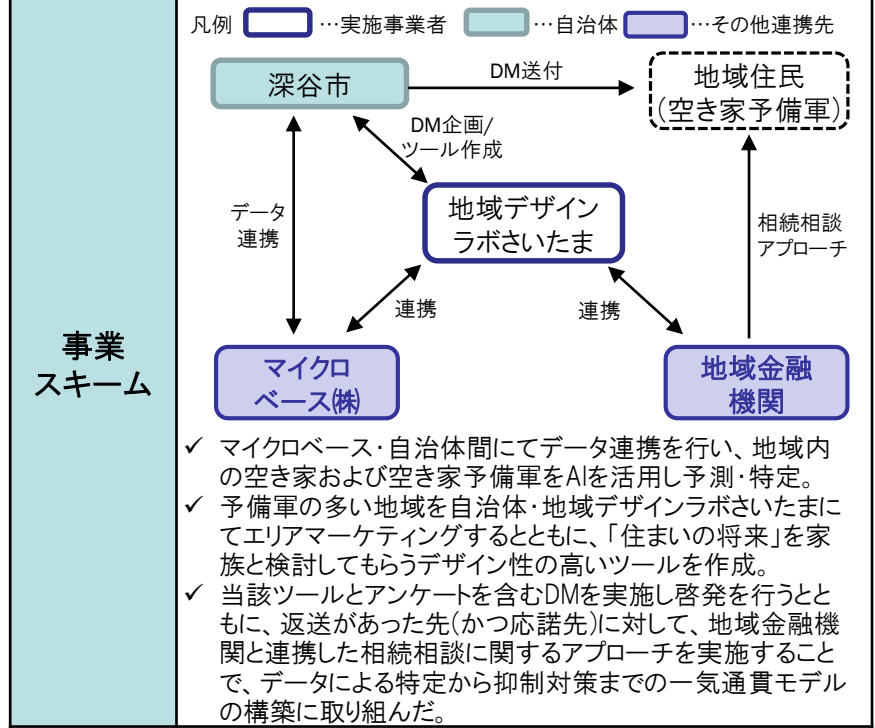 凡例 …実施事業者 …自治体 …その他連携先
深谷市
DM送付
地域住民
(空き家予備軍)
DM企画/
ツール作成
データ
連携
地域デザイン
ラボさいたま
相続相談
アプローチ
連携
連携
事業
スキーム
マイクロ
ベース㈱
地域金融
機関
✓ マイクロベース・自治体間にてデータ連携を行い、地域内
の空き家および空き家予備軍をAIを活用し予測・特定。
✓ 予備軍の多い地域を自治体・地域デザインラボさいたまに
てエリアマーケティングするとともに、「住まいの将来」を家
族と検討してもらうデザイン性の高いツールを作成。
✓ 当該ツールとアンケートを含むDMを実施し啓発を行うとと
もに、返送があった先(かつ応諾先)に対して、地域金融機
関と連携した相続相談に関するアプローチを実施すること
で、データによる特定から抑制対策までの一気通貫モデル
の構築に取り組んだ。